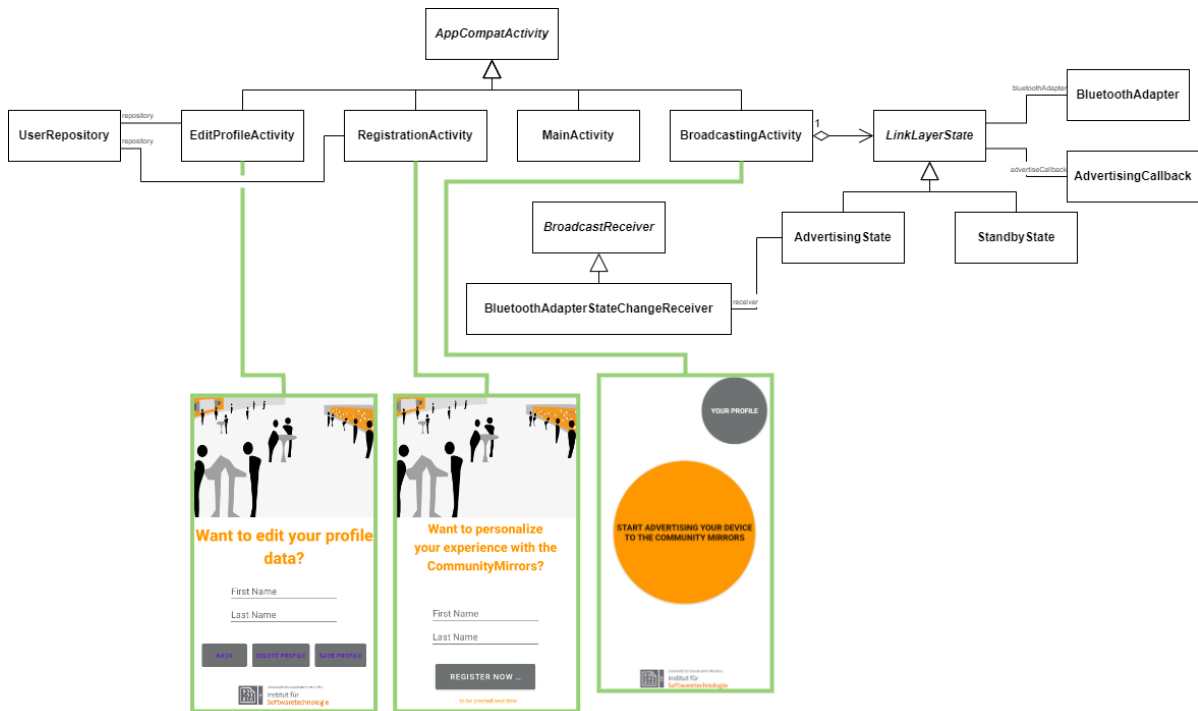 AppCompatActivity
bluetoothAdapter
BluetoothAdapter
UserRepository
repository
repository
EditProfileActivity
RegistrationActivity
MainActivity
BroadcastingActivity
1
LinkLayerState
advertiseCallback
AdvertisingCallback
BroadcastReceiver
AdvertisingState
StandbyState
BluetoothAdapterStateChangeReceiver
receiver
Want to edit your profile
data?
First Name
Last Name
BACK
DELETE PROFILE
SAVE PROFILE
Institut für
Softwaretechnologie
Want to personalize
your experience with the
CommunityMirrors?
First Name
Last Name
REGISTER NOW ...
YOUR PROFILE
START ADVERTISING YOUR DEVICE
TO THE COMMUNITY MIRRORS
Institut für
Softwaretechnologie